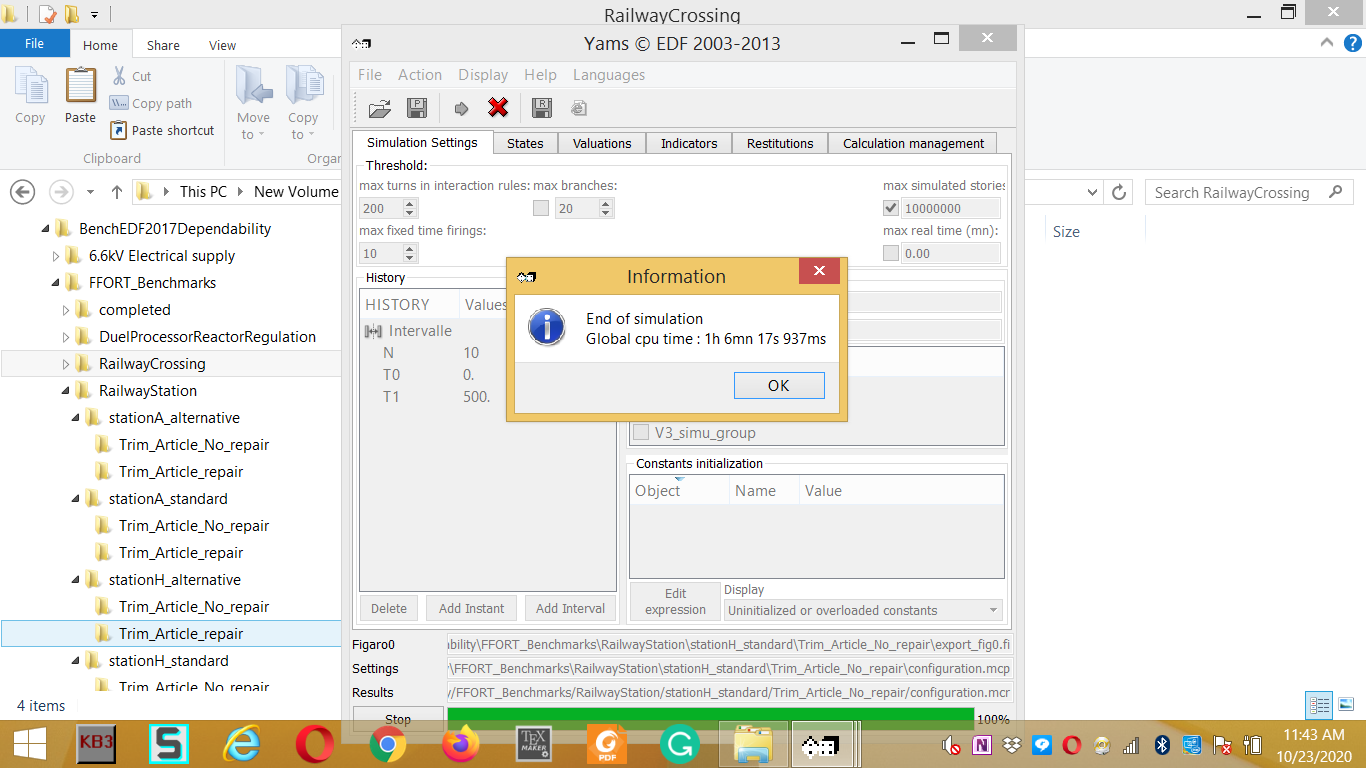 RailwayCrossing
File
Home
Share
View
Copy
Paste
Cut
Copy path
Paste shortcut
Clipboard
Move to
Copy to
Organ
This PC
New Volume
Search RailwayCrossing
Size
BenchEDF2017Dependability
6.6kV Electrical supply
FFORT_Benchmarks
completed
DuelProcessorReactorRegulation
RailwayCrossing
RailwayStation
stationA_alternative
Trim_Article_No_repair
Trim_Article_repair
stationA_standard
Trim_Article_No_repair
Trim_Article_repair
stationH_alternative
Trim_Article_No_repair
Trim_Article_repair
stationH_standard
Trim_Article_No_repair
4 items
Yams © EDF 2003-2013
File Action Display Help Languages
Simulation Settings
States
Valuations
Indicators
Restitutions
Calculation management
Threshold:
max turns in interaction rules:
max branches:
max simulated stories
200
20
10000000
max fixed time firings:
max real time (mn):
10
0.00
History
HISTORY
Values
Intervalle
N 10
T0 0.
T1 500.
Delete
Add Instant
Add Interval
Information
End of simulation
Global cpu time : 1h 6mn 17s 937ms
OK
V3_simu_group
Constants initialization
Object
Name
Value
Edit expression
Display
Uninitialized or overloaded constants
Figaro0
ability\FFORT_Benchmarks\RailwayStation\stationH_standard\Trim_Article_No_repair\export_fig0.fi
Settings
\FFORT_Benchmarks\RailwayStation\stationH_standard\Trim_Article_No_repair\configuration.mcp
Results
/FFORT_Benchmarks/RailwayStation/stationH_standard/Trim_Article_No_repair/configuration.mcr
Stop
100%
KB3
TEX MAKER
PDF
11:43 AM
10/23/2020